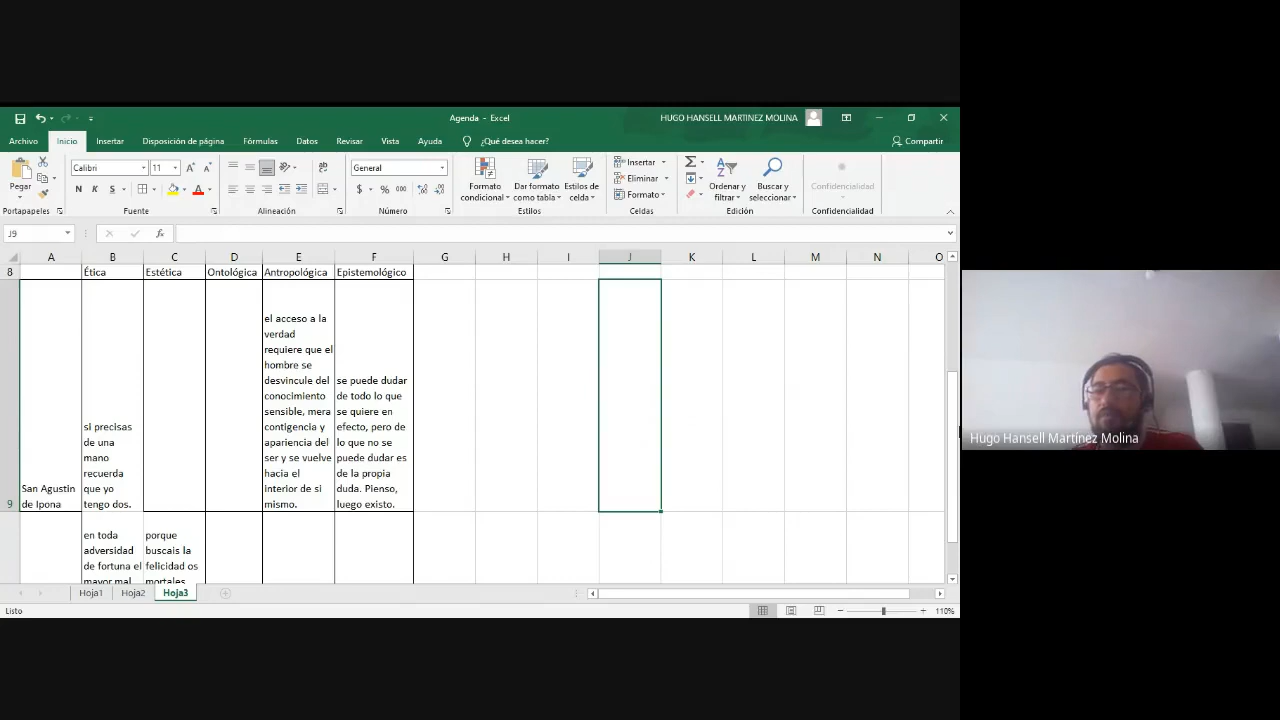 Agenda - Excel
HUGO HANSELL MARTINEZ MOLINA
Archivo Inicio Insertar Disposición de página Fórmulas Datos Revisar Vista Ayuda ¿Qué desea hacer? Compartir
Pegar
Portapapeles
Calibri 11
N K S
Fuente
Alineación
General
$ % 000
Número
Formato condicional
Dar formato como tabla
Estilos de celda
Estilos
Insertar
Eliminar
Formato
Celdas
Ordenar y filtrar
Buscar y seleccionar
Edición
Confidencialidad
Confidencialidad
J9
fx
A B C D E F G H I J K L M N O
8 Ética Estética Ontológica Antropológica Epistemológico
9
San Agustin
de Ipona
si precisas
de una
mano
recuerda
que yo
tengo dos.
el acceso a la
verdad
requiere que el
hombre se
desvincule del
conocimiento
sensible, mera
contigencia y
apariencia del
ser y se vuelve
hacia el
interior de si
mismo.
se puede dudar
de todo lo que
se quiere en
efecto, pero de
lo que no se
puede dudar es
de la propia
duda. Pienso,
luego existo.
en toda
adversidad
de fortuna el
mayor mal
porque
buscais la
felicidad os
mortales
Hoja1 Hoja2 Hoja3
Listo
110%
Hugo Hansell Martínez Molina